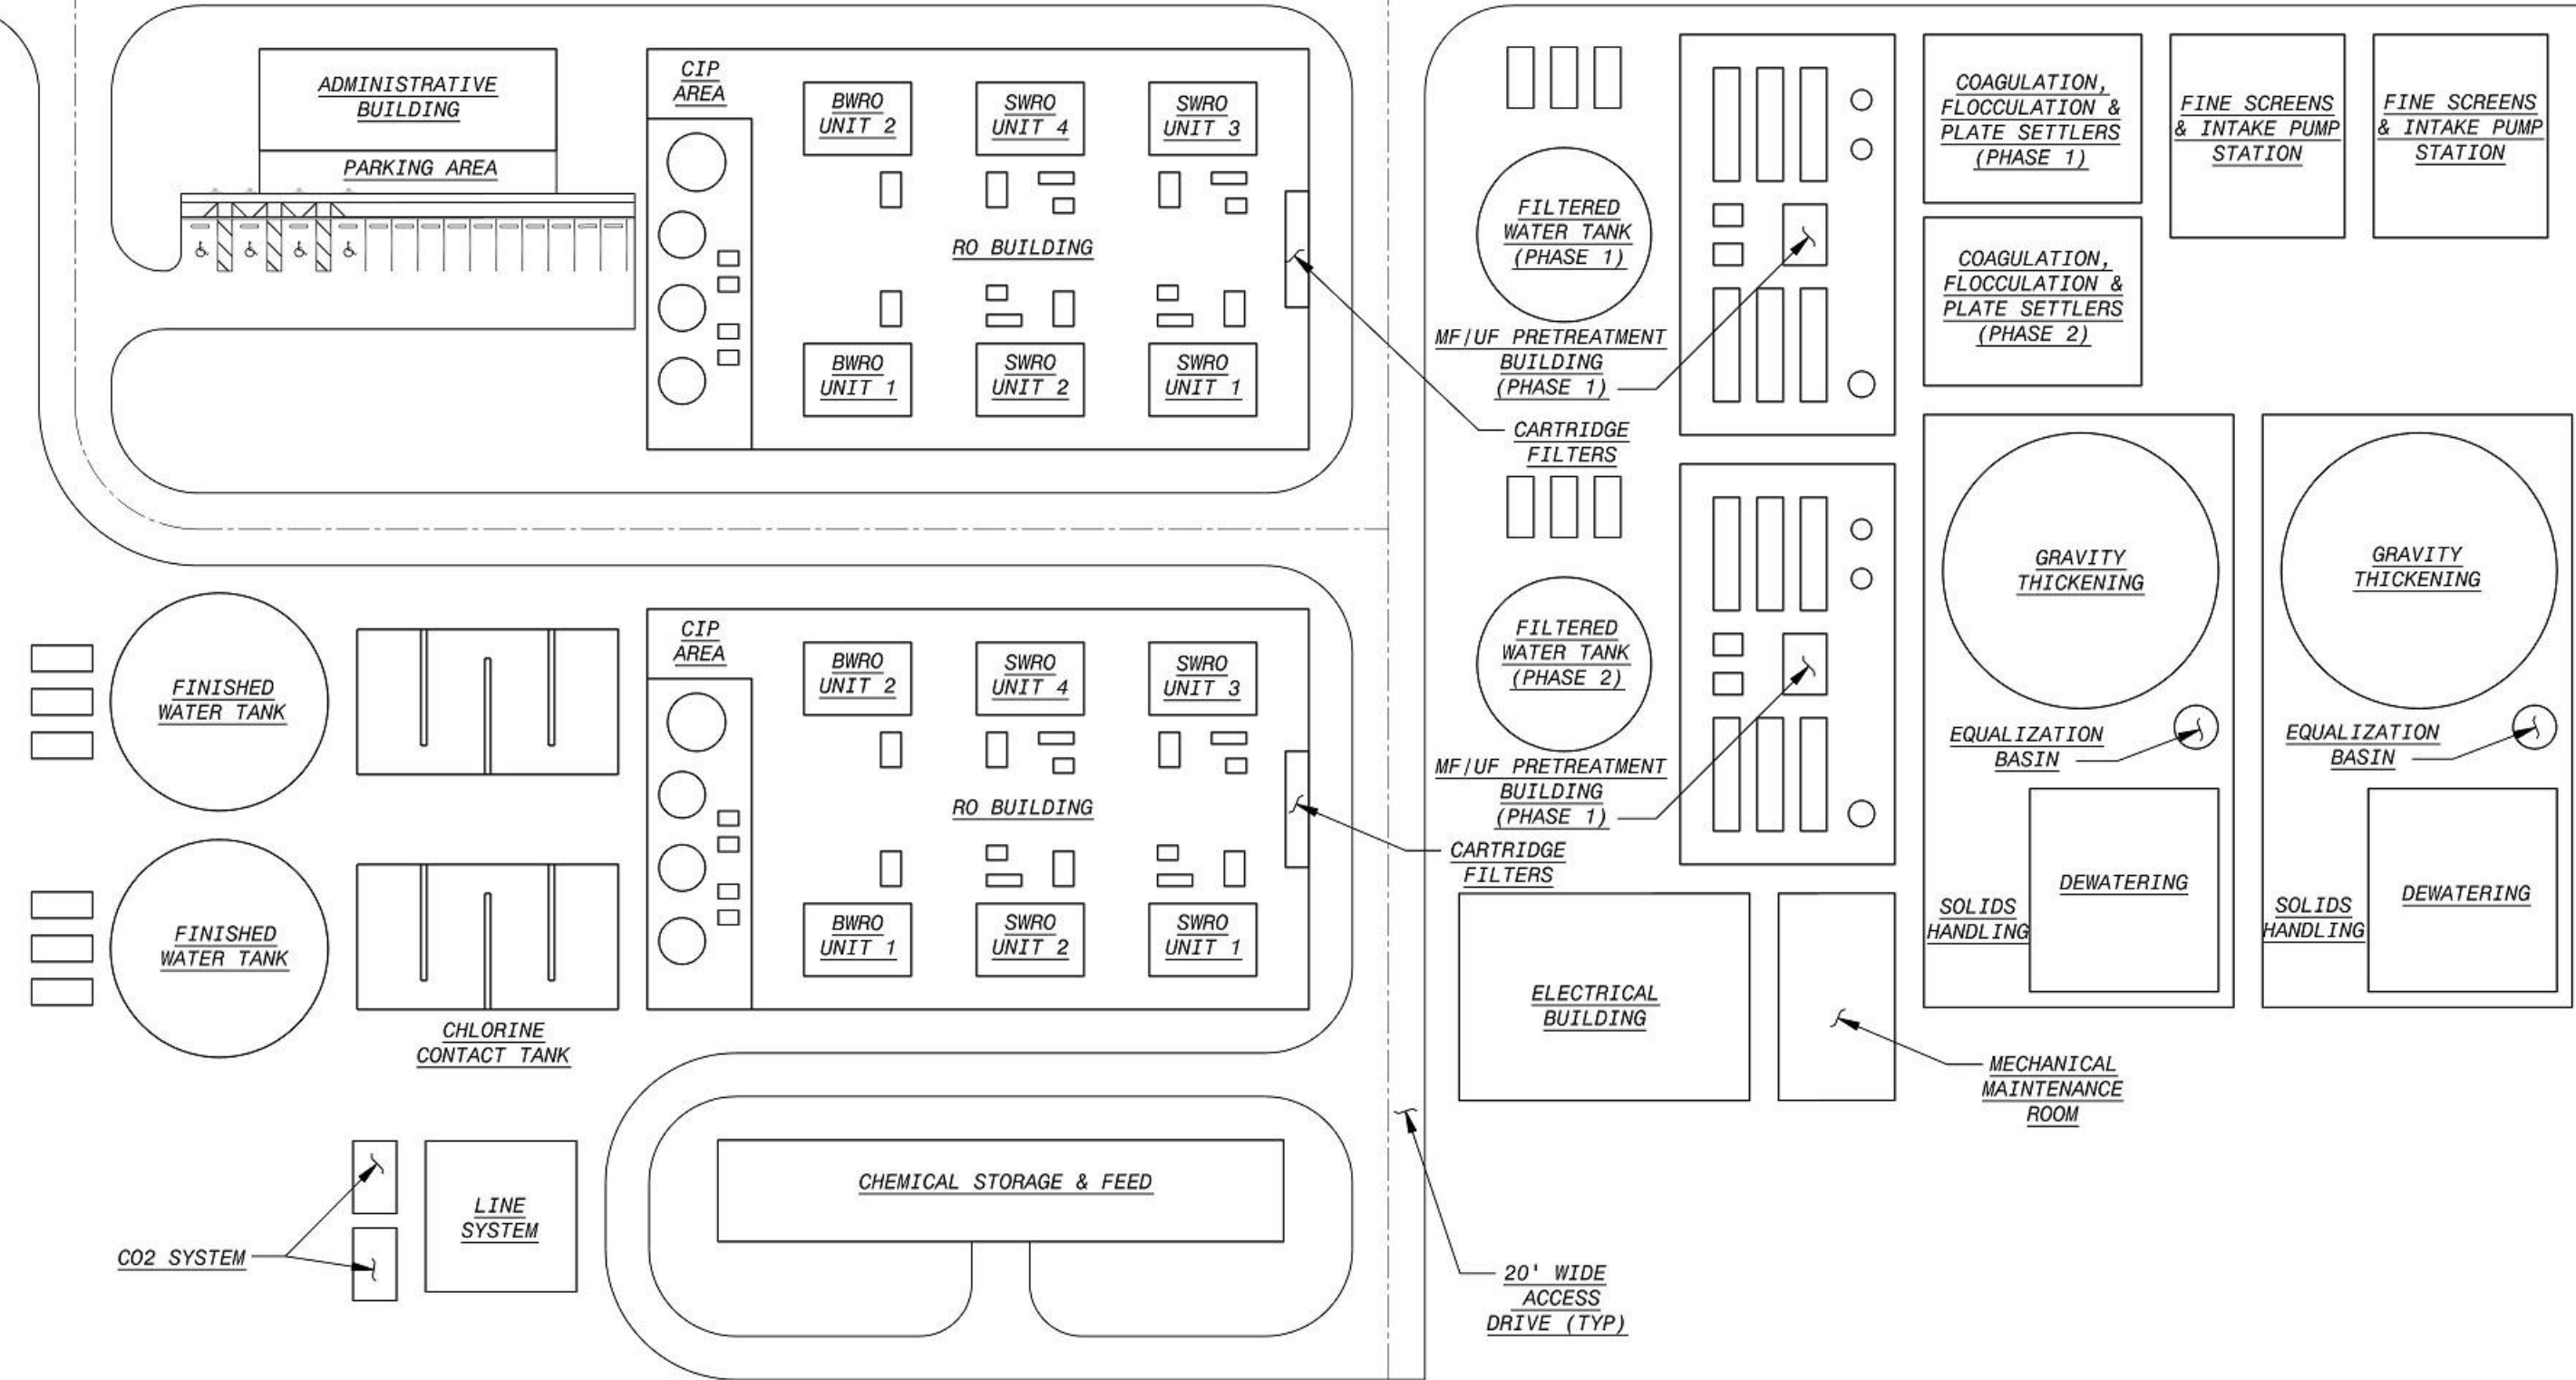 ADMINISTRATIVE
BUILDING
PARKING AREA
CIP
AREA
BWRO
UNIT 2
SWRO
UNIT 4
SWRO
UNIT 3
RO BUILDING
BWRO
UNIT 1
SWRO
UNIT 2
SWRO
UNIT 1
FILTERED
WATER TANK
(PHASE 1)
MF/UF PRETREATMENT
BUILDING
(PHASE 1)
CARTRIDGE
FILTERS
COAGULATION,
FLOCCULATION &
PLATE SETTLERS
(PHASE 1)
FINE SCREENS
& INTAKE PUMP
STATION
FINE SCREENS
& INTAKE PUMP
STATION
COAGULATION,
FLOCCULATION &
PLATE SETTLERS
(PHASE 2)
GRAVITY
THICKENING
GRAVITY
THICKENING
FINISHED
WATER TANK
FINISHED
WATER TANK
CHLORINE
CONTACT TANK
CIP
AREA
BWRO
UNIT 2
SWRO
UNIT 4
SWRO
UNIT 3
RO BUILDING
BWRO
UNIT 1
SWRO
UNIT 2
SWRO
UNIT 1
FILTERED
WATER TANK
(PHASE 2)
MF/UF PRETREATMENT
BUILDING
(PHASE 1)
CARTRIDGE
FILTERS
EQUALIZATION
BASIN
EQUALIZATION
BASIN
DEWATERING
SOLIDS
HANDLING
DEWATERING
SOLIDS
HANDLING
ELECTRICAL
BUILDING
MECHANICAL
MAINTENANCE
ROOM
CO2 SYSTEM
LINE
SYSTEM
CHEMICAL STORAGE & FEED
20' WIDE
ACCESS
DRIVE (TYP)